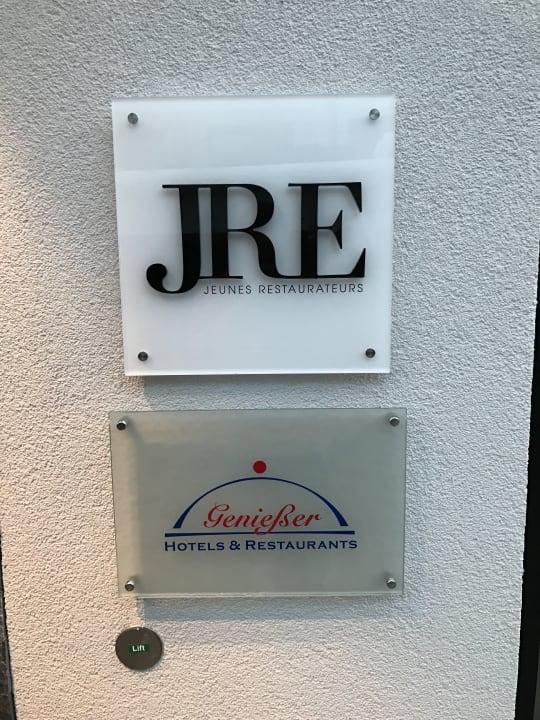 JRE
JEUNES RESTAURATEURS
Genießer
HOTELS & RESTAURANTS
Lift